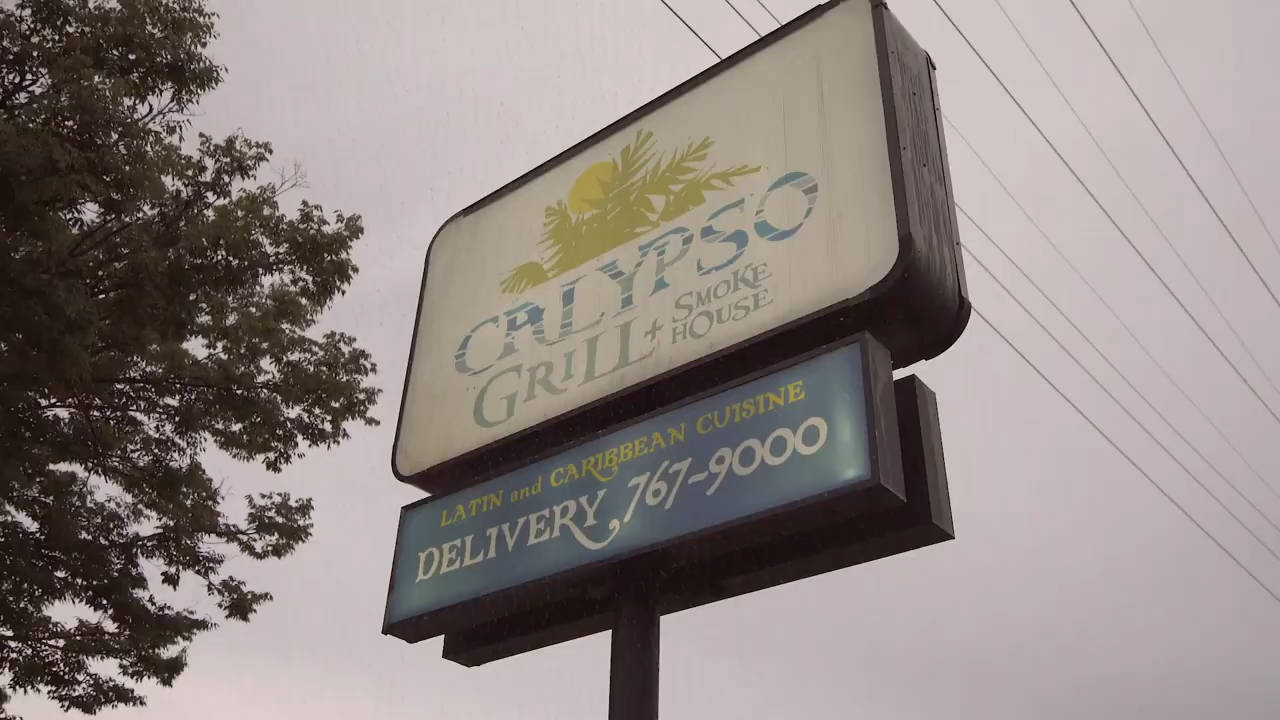 CALYPSO
GRILL + SMOKE HOUSE
LATIN and CARIBBEAN CUISINE
DELIVERY 767-9000